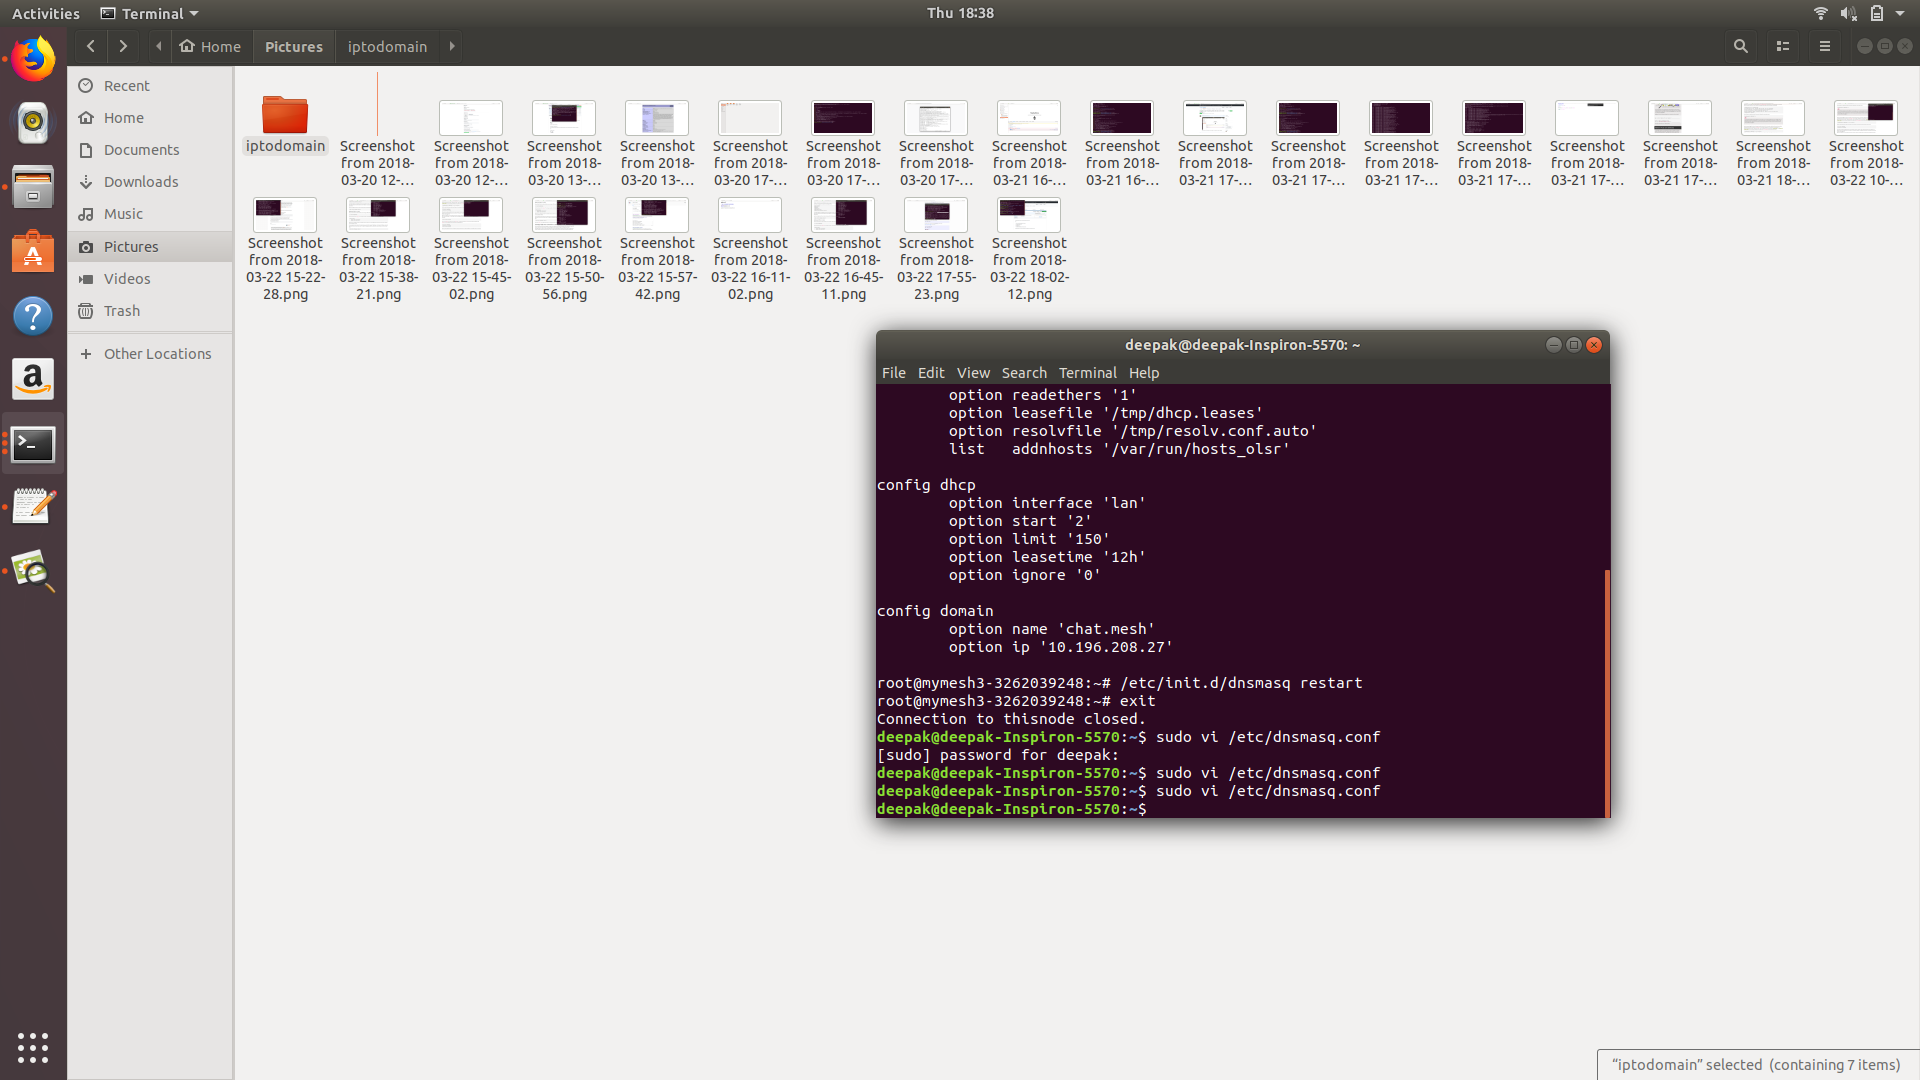 Activities Terminal Thu 18:38
Home Pictures iptodomain
Recent
Home
Documents
Downloads
Music
Pictures
Videos
Trash
Other Locations
iptodomain
Screenshot from 2018-03-20 12-...
Screenshot from 2018-03-20 12-...
Screenshot from 2018-03-20 13-...
Screenshot from 2018-03-20 13-...
Screenshot from 2018-03-20 17-...
Screenshot from 2018-03-20 17-...
Screenshot from 2018-03-20 17-...
Screenshot from 2018-03-21 16-...
Screenshot from 2018-03-21 16-...
Screenshot from 2018-03-21 17-...
Screenshot from 2018-03-21 17-...
Screenshot from 2018-03-21 17-...
Screenshot from 2018-03-21 17-...
Screenshot from 2018-03-21 17-...
Screenshot from 2018-03-21 17-...
Screenshot from 2018-03-21 18-...
Screenshot from 2018-03-22 10-...
Screenshot from 2018-03-22 15-22-28.png
Screenshot from 2018-03-22 15-38-21.png
Screenshot from 2018-03-22 15-45-02.png
Screenshot from 2018-03-22 15-50-56.png
Screenshot from 2018-03-22 15-57-42.png
Screenshot from 2018-03-22 16-11-02.png
Screenshot from 2018-03-22 16-45-11.png
Screenshot from 2018-03-22 17-55-23.png
Screenshot from 2018-03-22 18-02-12.png
deepak@deepak-Inspiron-5570: ~
File Edit View Search Terminal Help
option readethers '1'
option leasefile '/tmp/dhcp.leases'
option resolvfile '/tmp/resolv.conf.auto'
list addnhosts '/var/run/hosts_olsr'
config dhcp
option interface 'lan'
option start '2'
option limit '150'
option leasetime '12h'
option ignore '0'
config domain
option name 'chat.mesh'
option ip '10.196.208.27'
root@mymesh3-3262039248:~# /etc/init.d/dnsmasq restart
root@mymesh3-3262039248:~# exit
Connection to thisnode closed.
deepak@deepak-Inspiron-5570:~$ sudo vi /etc/dnsmasq.conf
[sudo] password for deepak:
deepak@deepak-Inspiron-5570:~$ sudo vi /etc/dnsmasq.conf
deepak@deepak-Inspiron-5570:~$ sudo vi /etc/dnsmasq.conf
deepak@deepak-Inspiron-5570:~$
“iptodomain” selected (containing 7 items)